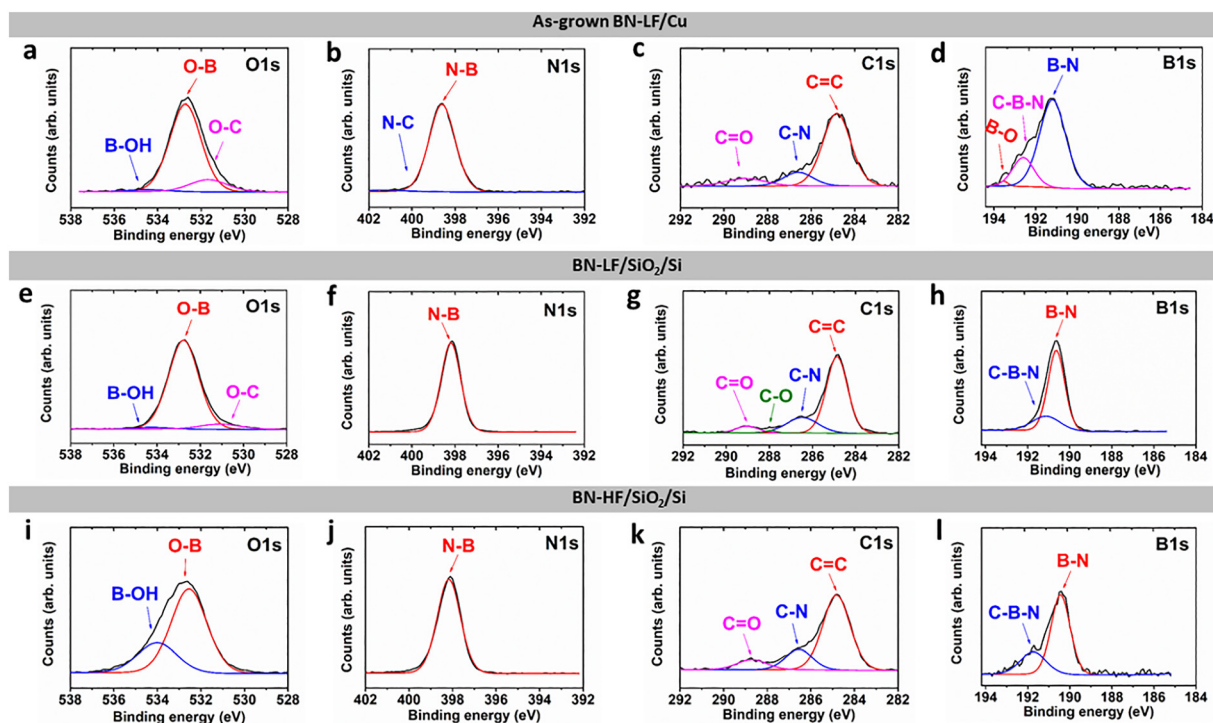 As-grown BN-LF/Cu
a
O1s
O-B
O-C
B-OH
Counts (arb. units)
538 536 534 532 530 528
Binding energy (eV)
b
N1s
N-B
N-C
Counts (arb. units)
402 400 398 396 394 392
Binding energy (eV)
c
C1s
C=C
C=O
C-N
Counts (arb. units)
292 290 288 286 284 282
Binding energy (eV)
d
B1s
B-N
C-B-N
B-O
Counts (arb. units)
194 192 190 188 186 184
Binding energy (eV)
BN-LF/SiO₂/Si
e
O1s
O-B
B-OH
O-C
Counts (arb. units)
538 536 534 532 530 528
Binding energy (eV)
f
N1s
N-B
Counts (arb. units)
402 400 398 396 394 392
Binding energy (eV)
g
C1s
C=C
C=O
C-O
C-N
Counts (arb. units)
292 290 288 286 284 282
Binding energy (eV)
h
B1s
B-N
C-B-N
Counts (arb. units)
194 192 190 188 186 184
Binding energy (eV)
BN-HF/SiO₂/Si
i
O1s
O-B
B-OH
Counts (arb. units)
538 536 534 532 530 528
Binding energy (eV)
j
N1s
N-B
Counts (arb. units)
402 400 398 396 394 392
Binding energy (eV)
k
C1s
C=C
C=O
C-N
Counts (arb. units)
292 290 288 286 284 282
Binding energy (eV)
l
B1s
B-N
C-B-N
Counts (arb. units)
194 192 190 188 186 184
Binding energy (eV)